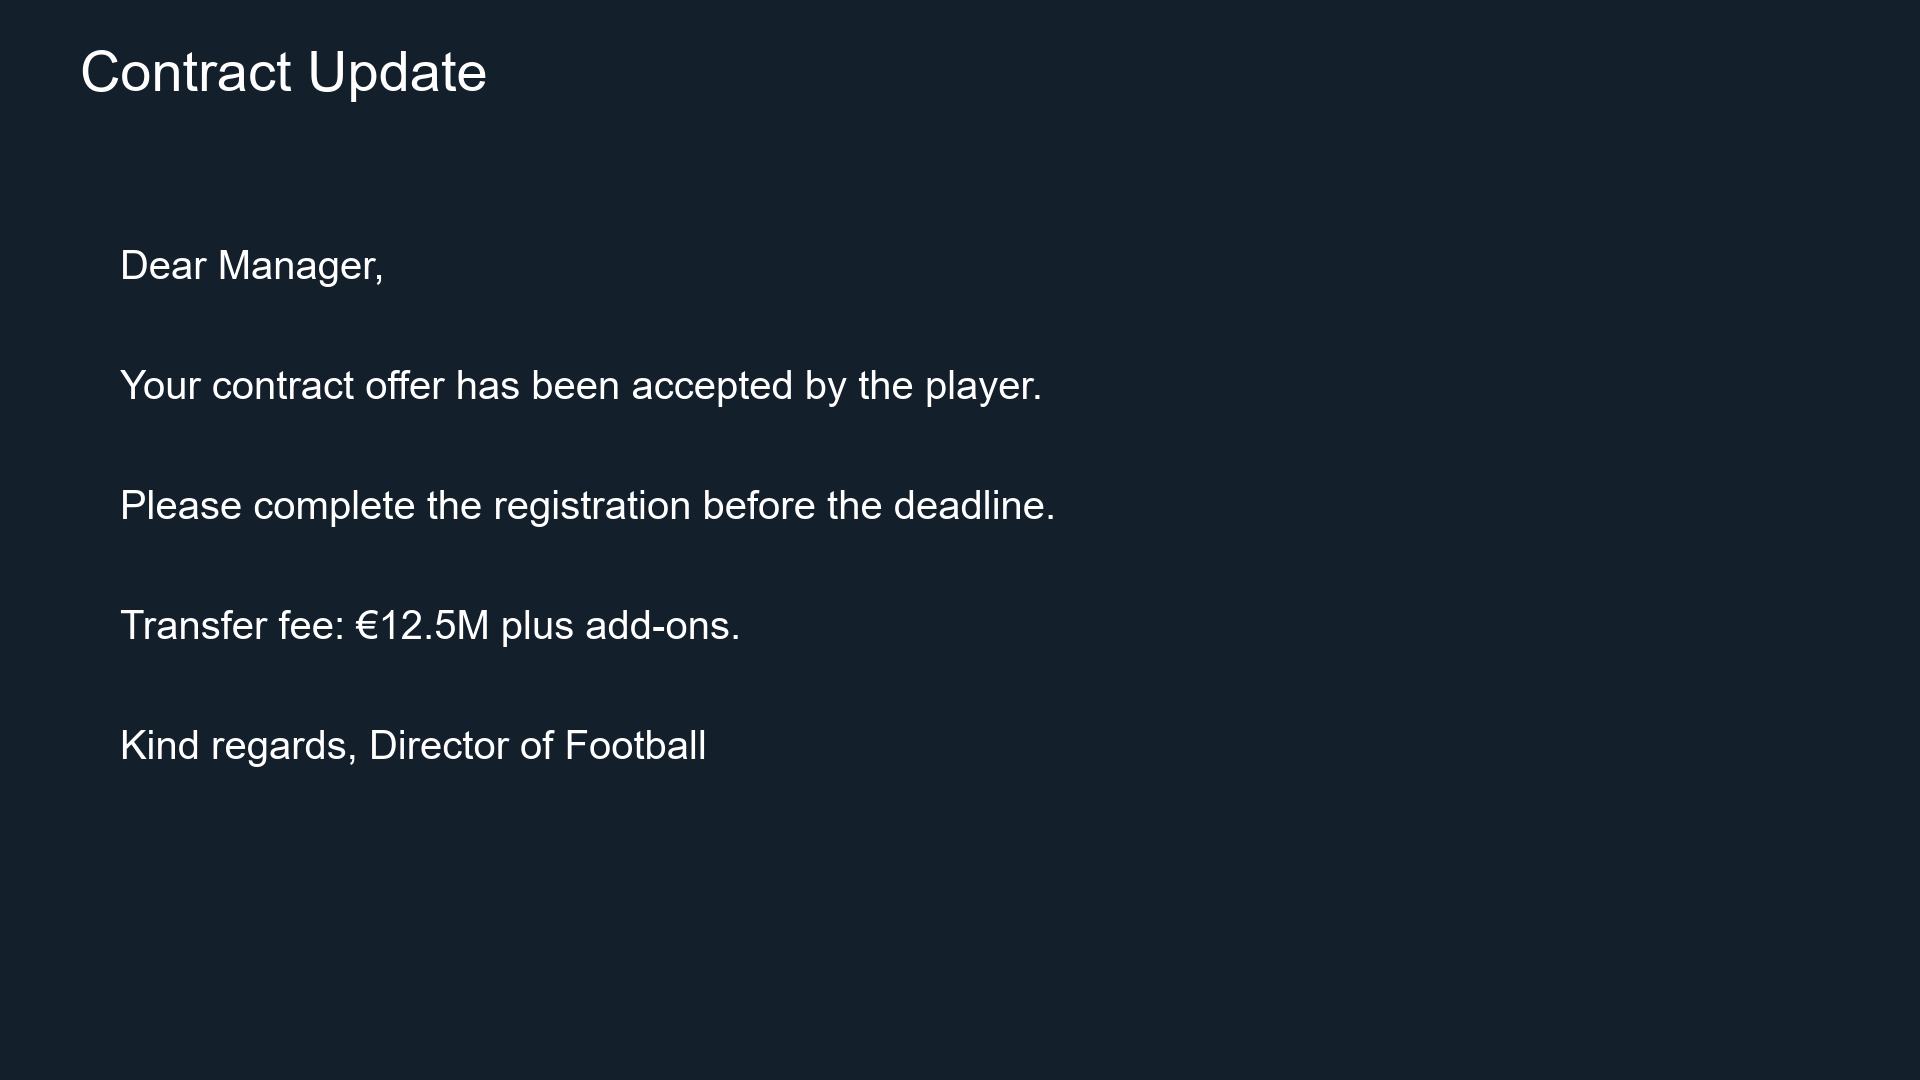 Contract Update
Dear Manager,
Your contract offer has been accepted by the player.
Please complete the registration before the deadline.
Transfer fee: €12.5M plus add-ons.
Kind regards, Director of Football